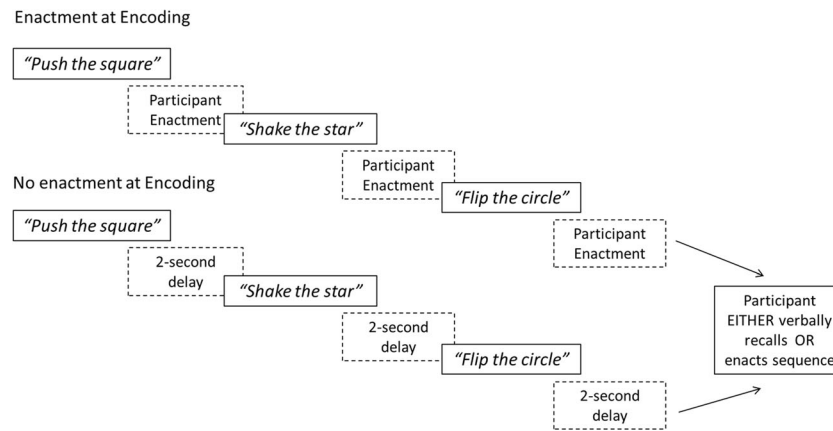 Enactment at Encoding
“Push the square”
Participant
Enactment
“Shake the star”
Participant
Enactment
“Flip the circle”
Participant
Enactment
No enactment at Encoding
“Push the square”
2-second
delay
“Shake the star”
2-second
delay
“Flip the circle”
2-second
delay
Participant
EITHER verbally
recalls OR
enacts sequence